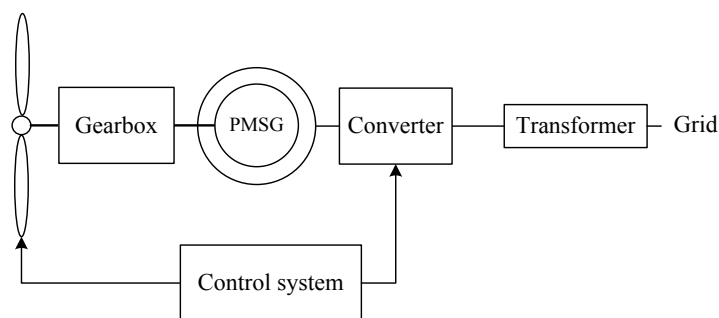 Gearbox
PMSG
Converter
Transformer
Grid
Control system